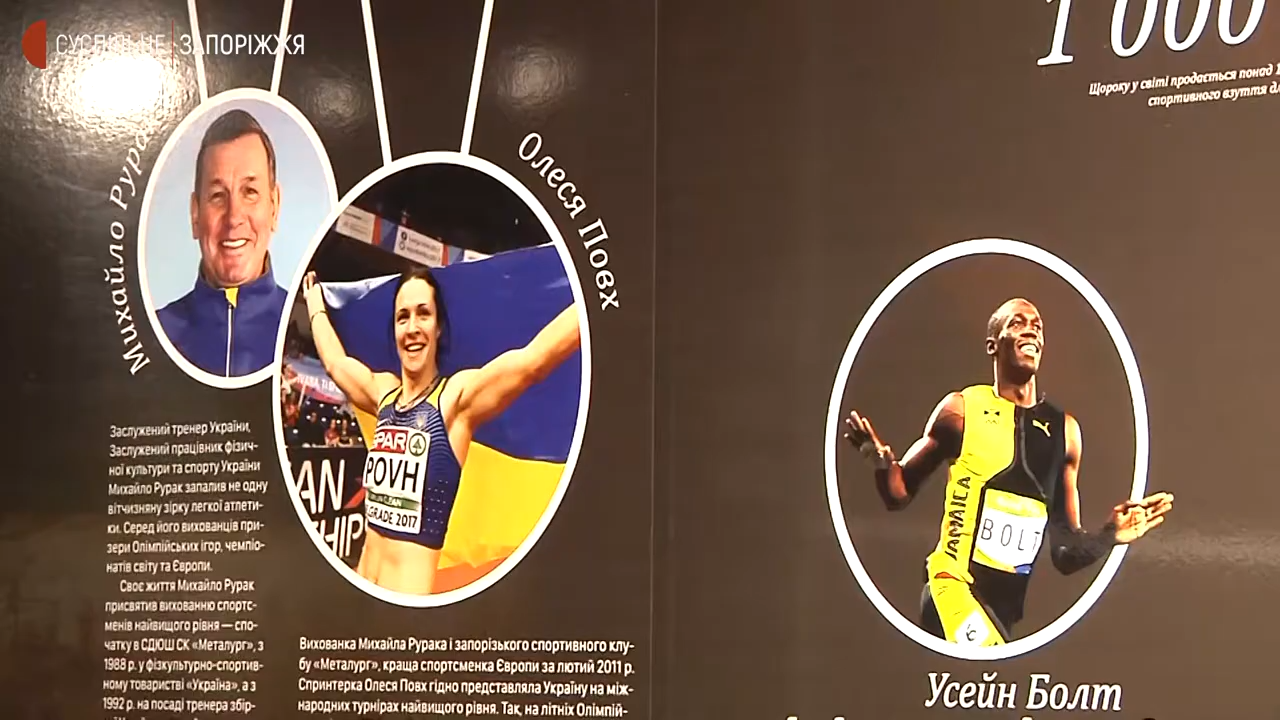 СУСПІЛЬНЕ ЗАПОРІЖЖЯ
1 000
Щороку у світі продається понад
спортивного взуття
Михайло Рурак
Олеся Повх
SPAR
POVH
BELGRADE 2017
JAMAICA
BOLT
Заслужений тренер України,
Заслужений працівник фізич-
ної культури та спорту України
Михайло Рурак запалив не одну
вітчизняну зірку легкої атлети-
ки. Серед його вихованців при-
зери Олімпійських ігор, чемпіо-
натів світу та Європи.
Своє життя Михайло Рурак
присвятив вихованню спортс-
менів найвищого рівня — спо-
чатку в СДЮШ СК «Металург», з
1988 р. у фізкультурно-спортив-
ному товаристві «Україна», а з
1992 р. на посаді тренера збір-
Вихованка Михайла Рурака і запорізького спортивного клу-
бу «Металург», краща спортсменка Європи за лютий 2011 р.
Спринтерка Олеся Повх гідно представляла Україну на між-
народних турнірах найвищого рівня. Так, на літніх Олімпій-
Усейн Болт